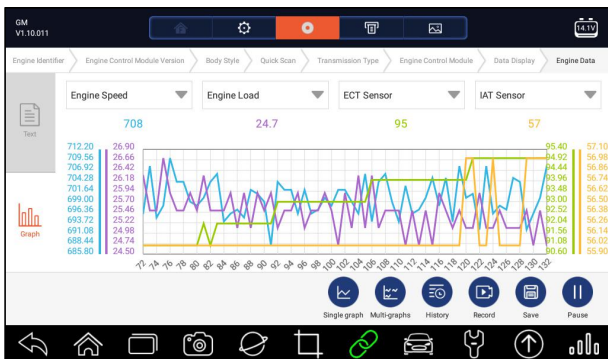 GM
V1.10.011
14.1V
Engine Identifier
Engine Control Module Version
Body Style
Quick Scan
Transmission Type
Engine Control Module
Data Display
Engine Data
Text
Graph
Engine Speed
Engine Load
ECT Sensor
IAT Sensor
708
24.7
95
57
712.20 26.90 95.40 57.10
709.56 26.66 94.92 56.98
706.92 26.42 94.44 56.86
704.28 26.18 93.96 56.74
701.64 25.94 93.48 56.62
699.00 25.70 93.00 56.50
696.36 25.46 92.52 56.38
693.72 25.22 92.04 56.26
691.08 24.98 91.56 56.14
688.44 24.74 91.08 56.02
685.80 24.50 90.60 55.90
72 74 76 78 80 82 84 86 88 90 92 94 96 98 100 102 104 106 108 110 112 114 116 118 120 122 124 126 128 130 132
Single graph
Multi-graphs
History
Record
Save
Pause